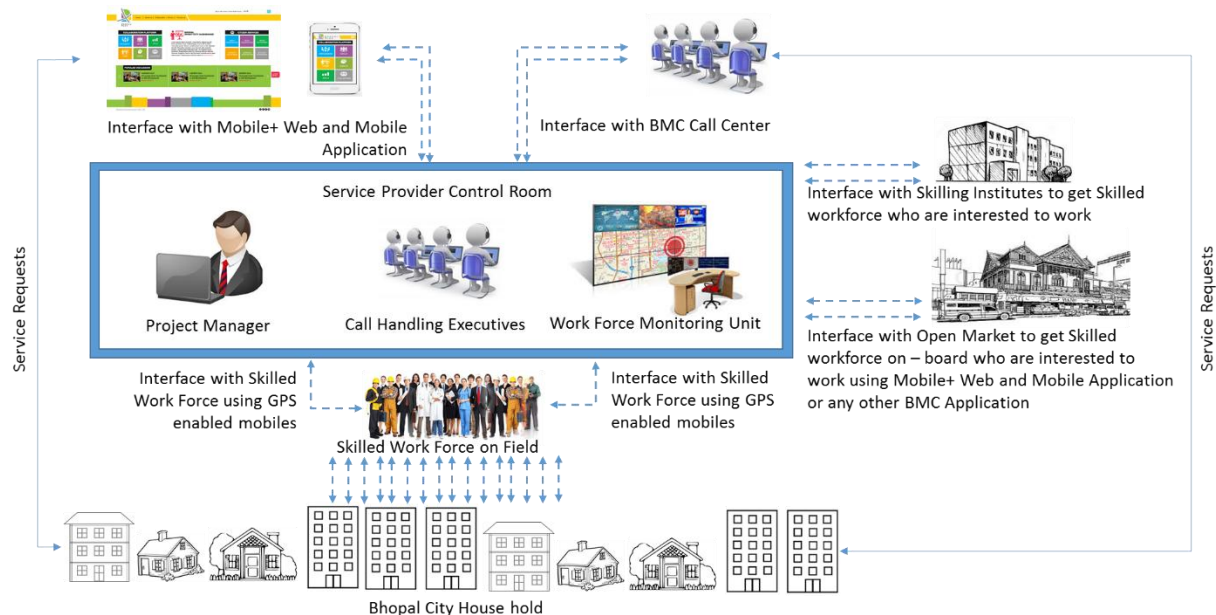 Interface with Mobile+ Web and Mobile
Application
Interface with BMC Call Center
Service Provider Control Room
Project Manager
Call Handling Executives
Work Force Monitoring Unit
Interface with Skilling Institutes to get Skilled
workforce who are interested to work
Interface with Open Market to get Skilled
workforce on – board who are interested to
work using Mobile+ Web and Mobile Application
or any other BMC Application
Service Requests
Service Requests
Interface with Skilled
Work Force using GPS
enabled mobiles
Interface with Skilled
Work Force using GPS
enabled mobiles
Skilled Work Force on Field
Bhopal City House hold